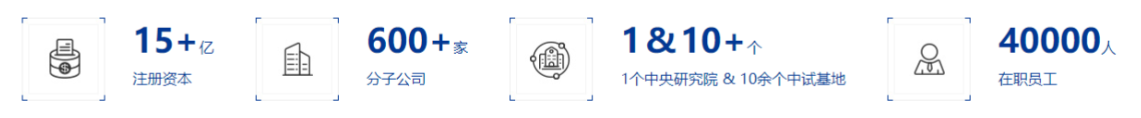 15+亿
注册资本
600+家
分子公司
1&10+个
1个中央研究院 & 10余个中试基地
40000人
在职员工